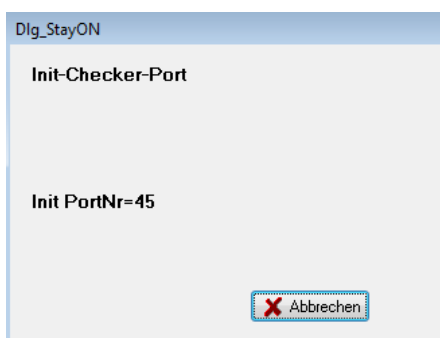 Dlg_StayON
Init-Checker-Port
Init PortNr=45
Abbrechen